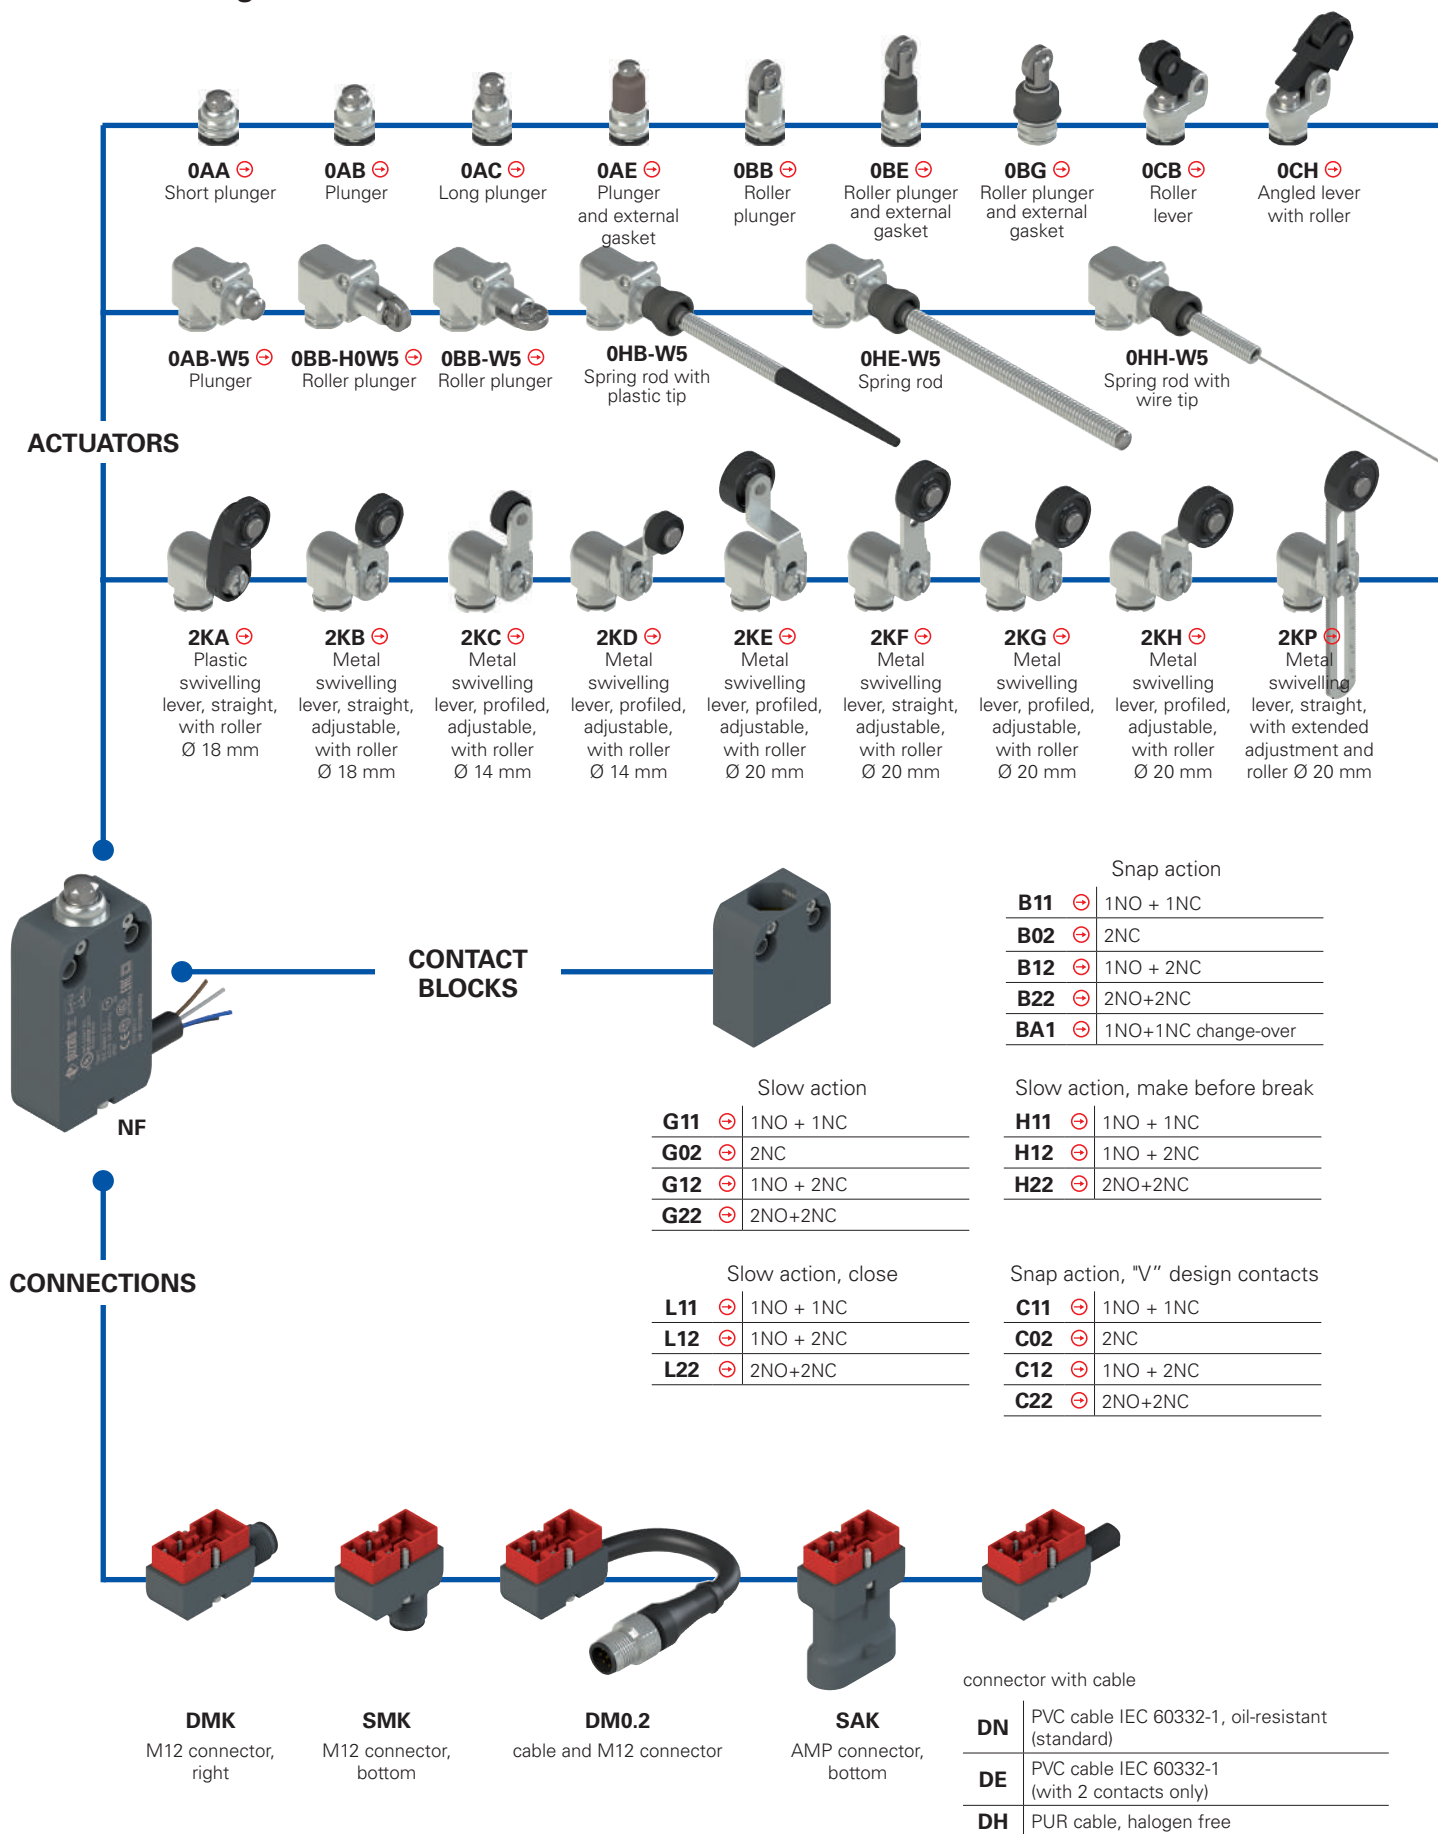 0AA
Short plunger
0AB
Plunger
0AC
Long plunger
0AE
Plunger
and external
gasket
0BB
Roller
plunger
0BE
Roller plunger
and external
gasket
0BG
Roller plunger
and external
gasket
0CB
Roller
lever
0CH
Angled lever
with roller
0AB-W5
Plunger
0BB-H0W5
Roller plunger
0BB-W5
Roller plunger
0HB-W5
Spring rod with
plastic tip
0HE-W5
Spring rod
0HH-W5
Spring rod with
wire tip
ACTUATORS
2KA
Plastic
swivelling
lever, straight,
with roller
Ø 18 mm
2KB
Metal
swivelling
lever, straight,
adjustable,
with roller
Ø 18 mm
2KC
Metal
swivelling
lever, profiled,
adjustable,
with roller
Ø 14 mm
2KD
Metal
swivelling
lever, profiled,
adjustable,
with roller
Ø 14 mm
2KE
Metal
swivelling
lever, profiled,
adjustable,
with roller
Ø 20 mm
2KF
Metal
swivelling
lever, straight,
adjustable,
with roller
Ø 20 mm
2KG
Metal
swivelling
lever, profiled,
adjustable,
with roller
Ø 20 mm
2KH
Metal
swivelling
lever, profiled,
adjustable,
with roller
Ø 20 mm
2KP
Metal
swivelling
lever, straight,
with extended
adjustment and
roller Ø 20 mm
NF
CONTACT
BLOCKS
Snap action
B11 1NO + 1NC
B02 2NC
B12 1NO + 2NC
B22 2NO+2NC
BA1 1NO+1NC change-over
Slow action
G11 1NO + 1NC
G02 2NC
G12 1NO + 2NC
G22 2NO+2NC
Slow action, make before break
H11 1NO + 1NC
H12 1NO + 2NC
H22 2NO+2NC
CONNECTIONS
Slow action, close
L11 1NO + 1NC
L12 1NO + 2NC
L22 2NO+2NC
Snap action, "V” design contacts
C11 1NO + 1NC
C02 2NC
C12 1NO + 2NC
C22 2NO+2NC
DMK
M12 connector,
right
SMK
M12 connector,
bottom
DM0.2
cable and M12 connector
SAK
AMP connector,
bottom
connector with cable
DN PVC cable IEC 60332-1, oil-resistant
(standard)
DE PVC cable IEC 60332-1
(with 2 contacts only)
DH PUR cable, halogen free